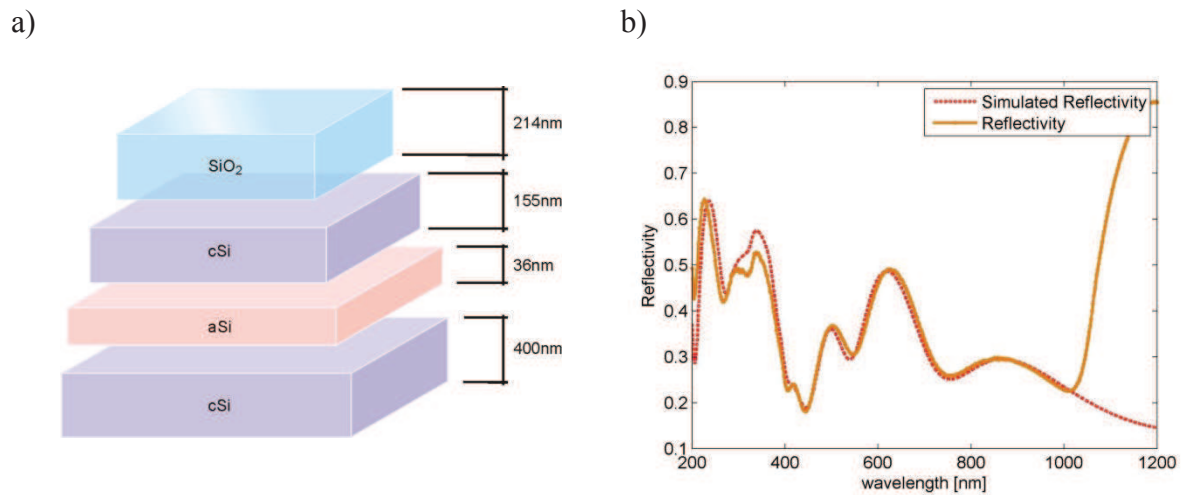 a)
SiO₂
cSi
aSi
cSi
214nm
155nm
36nm
400nm
b)
Simulated Reflectivity
Reflectivity
Reflectivity
0.9
0.8
0.7
0.6
0.5
0.4
0.3
0.2
0.1
200
400
600
800
1000
1200
wavelength [nm]